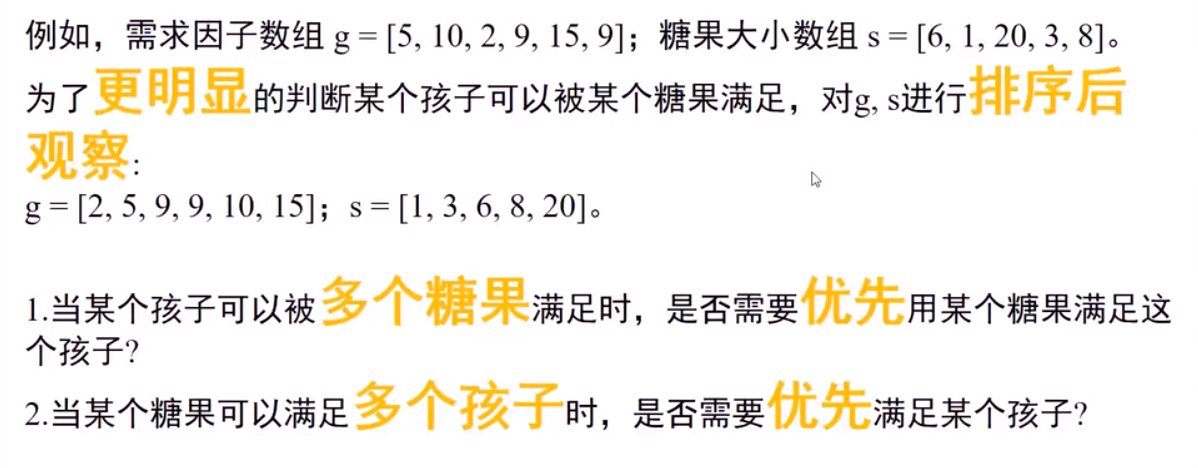 例如，需求因子数组 g = [5, 10, 2, 9, 15, 9]；糖果大小数组 s = [6, 1, 20, 3, 8]。
为了更明显的判断某个孩子可以被某个糖果满足，对g, s进行排序后
观察:
g = [2, 5, 9, 9, 10, 15]；s = [1, 3, 6, 8, 20]。
1.当某个孩子可以被多个糖果满足时，是否需要优先用某个糖果满足这
个孩子?
2.当某个糖果可以满足多个孩子时，是否需要优先满足某个孩子?